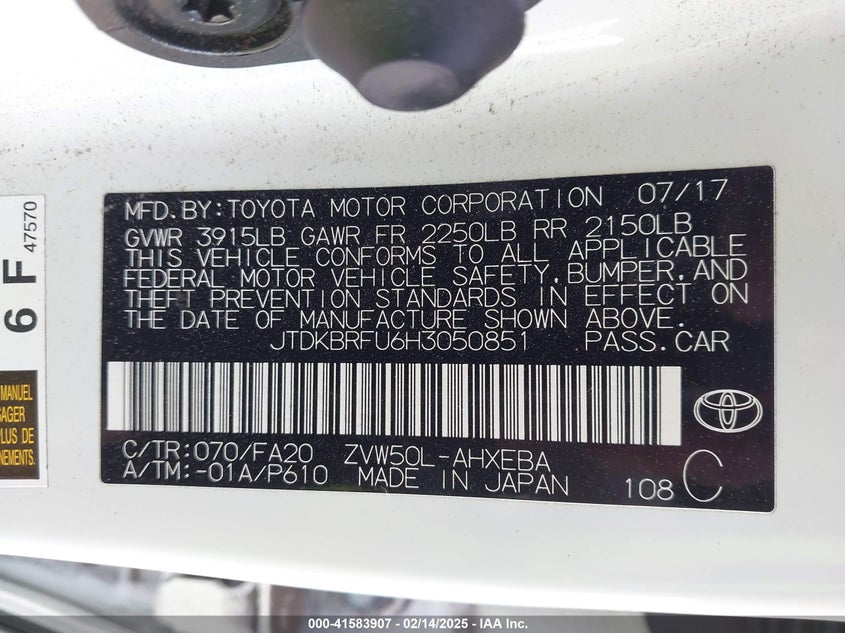 MFD.BY:TOYOTA MOTOR CORPORATION 07/17
GVWR 3915LB GAWR FR 2250LB RR 2150LB
THIS VEHICLE CONFORMS TO ALL APPLICABLE
FEDERAL MOTOR VEHICLE SAFETY,BUMPER,AND
THEFT PREVENTION STANDARDS IN EFFECT ON
THE DATE OF MANUFACTURE SHOWN ABOVE.
JTDKBRFU6H3050851 PASS.CAR
C/TR:070/FA20 ZVW50L-AHXEBA
A/TM:-01A/P610 MADE IN JAPAN 108 C
6 F 47570
MANUEL
PLUS DE
000-41583907 - 02/14/2025 - IAA Inc.